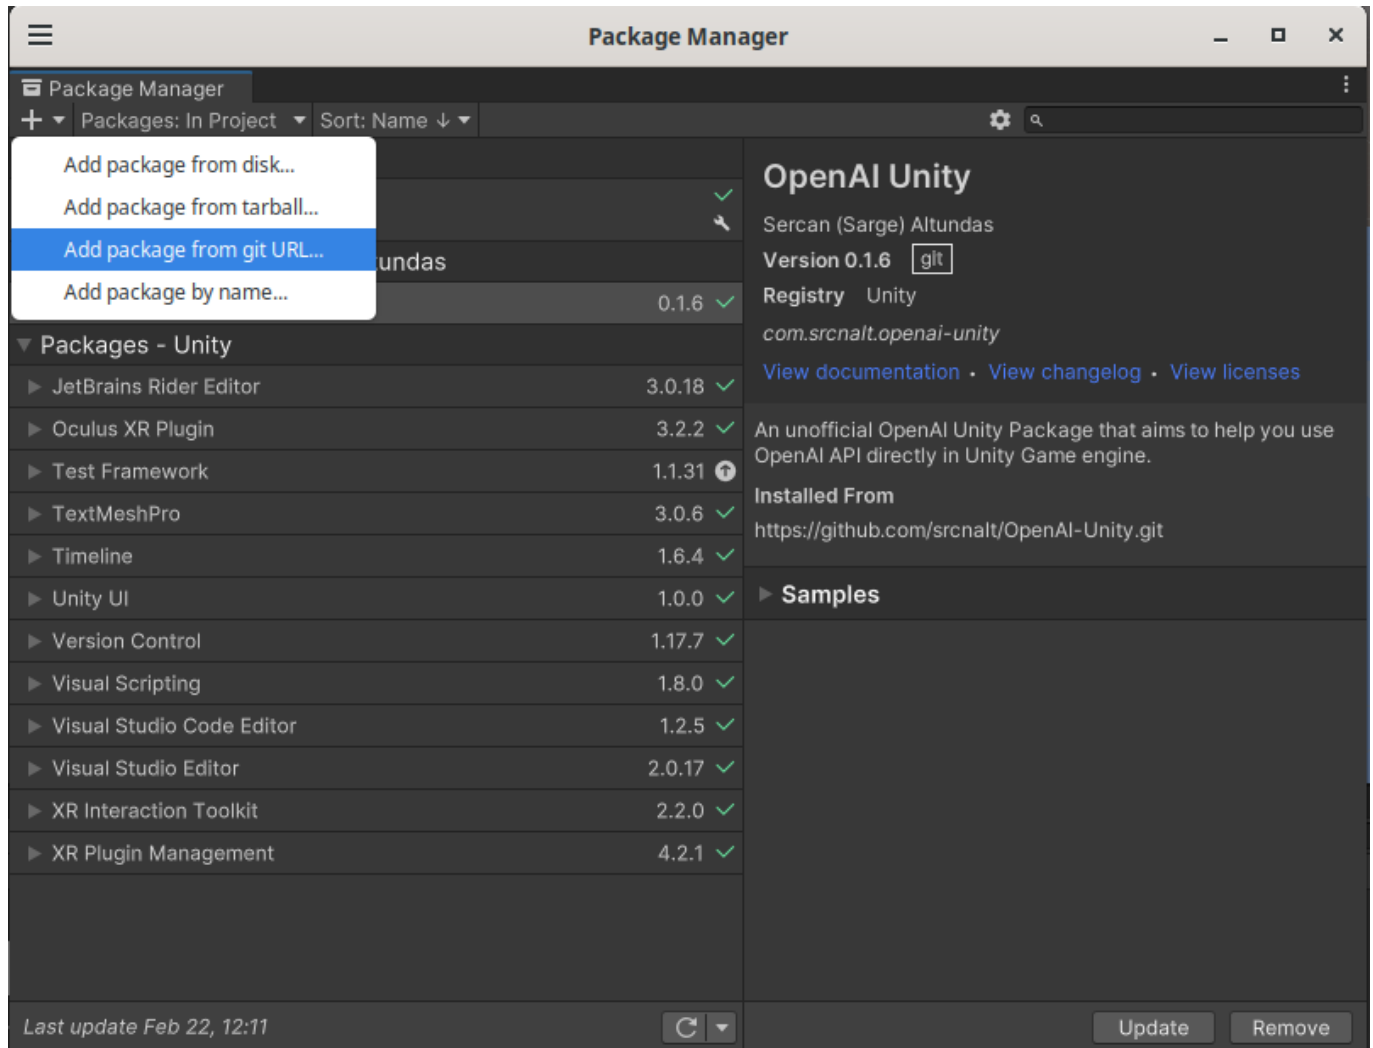 Package Manager
Package Manager
Packages: In Project
Sort: Name ↓
Add package from disk...
Add package from tarball...
Add package from git URL...
Add package by name...
undas
0.1.6
Packages - Unity
JetBrains Rider Editor 3.0.18
Oculus XR Plugin 3.2.2
Test Framework 1.1.31
TextMeshPro 3.0.6
Timeline 1.6.4
Unity UI 1.0.0
Version Control 1.17.7
Visual Scripting 1.8.0
Visual Studio Code Editor 1.2.5
Visual Studio Editor 2.0.17
XR Interaction Toolkit 2.2.0
XR Plugin Management 4.2.1
Last update Feb 22, 12:11
OpenAI Unity
Sercan (Sarge) Altundas
Version 0.1.6 git
Registry Unity
com.srcnalt.openai-unity
View documentation • View changelog • View licenses
An unofficial OpenAI Unity Package that aims to help you use
OpenAI API directly in Unity Game engine.
Installed From
https://github.com/srcnalt/OpenAI-Unity.git
Samples
Update Remove